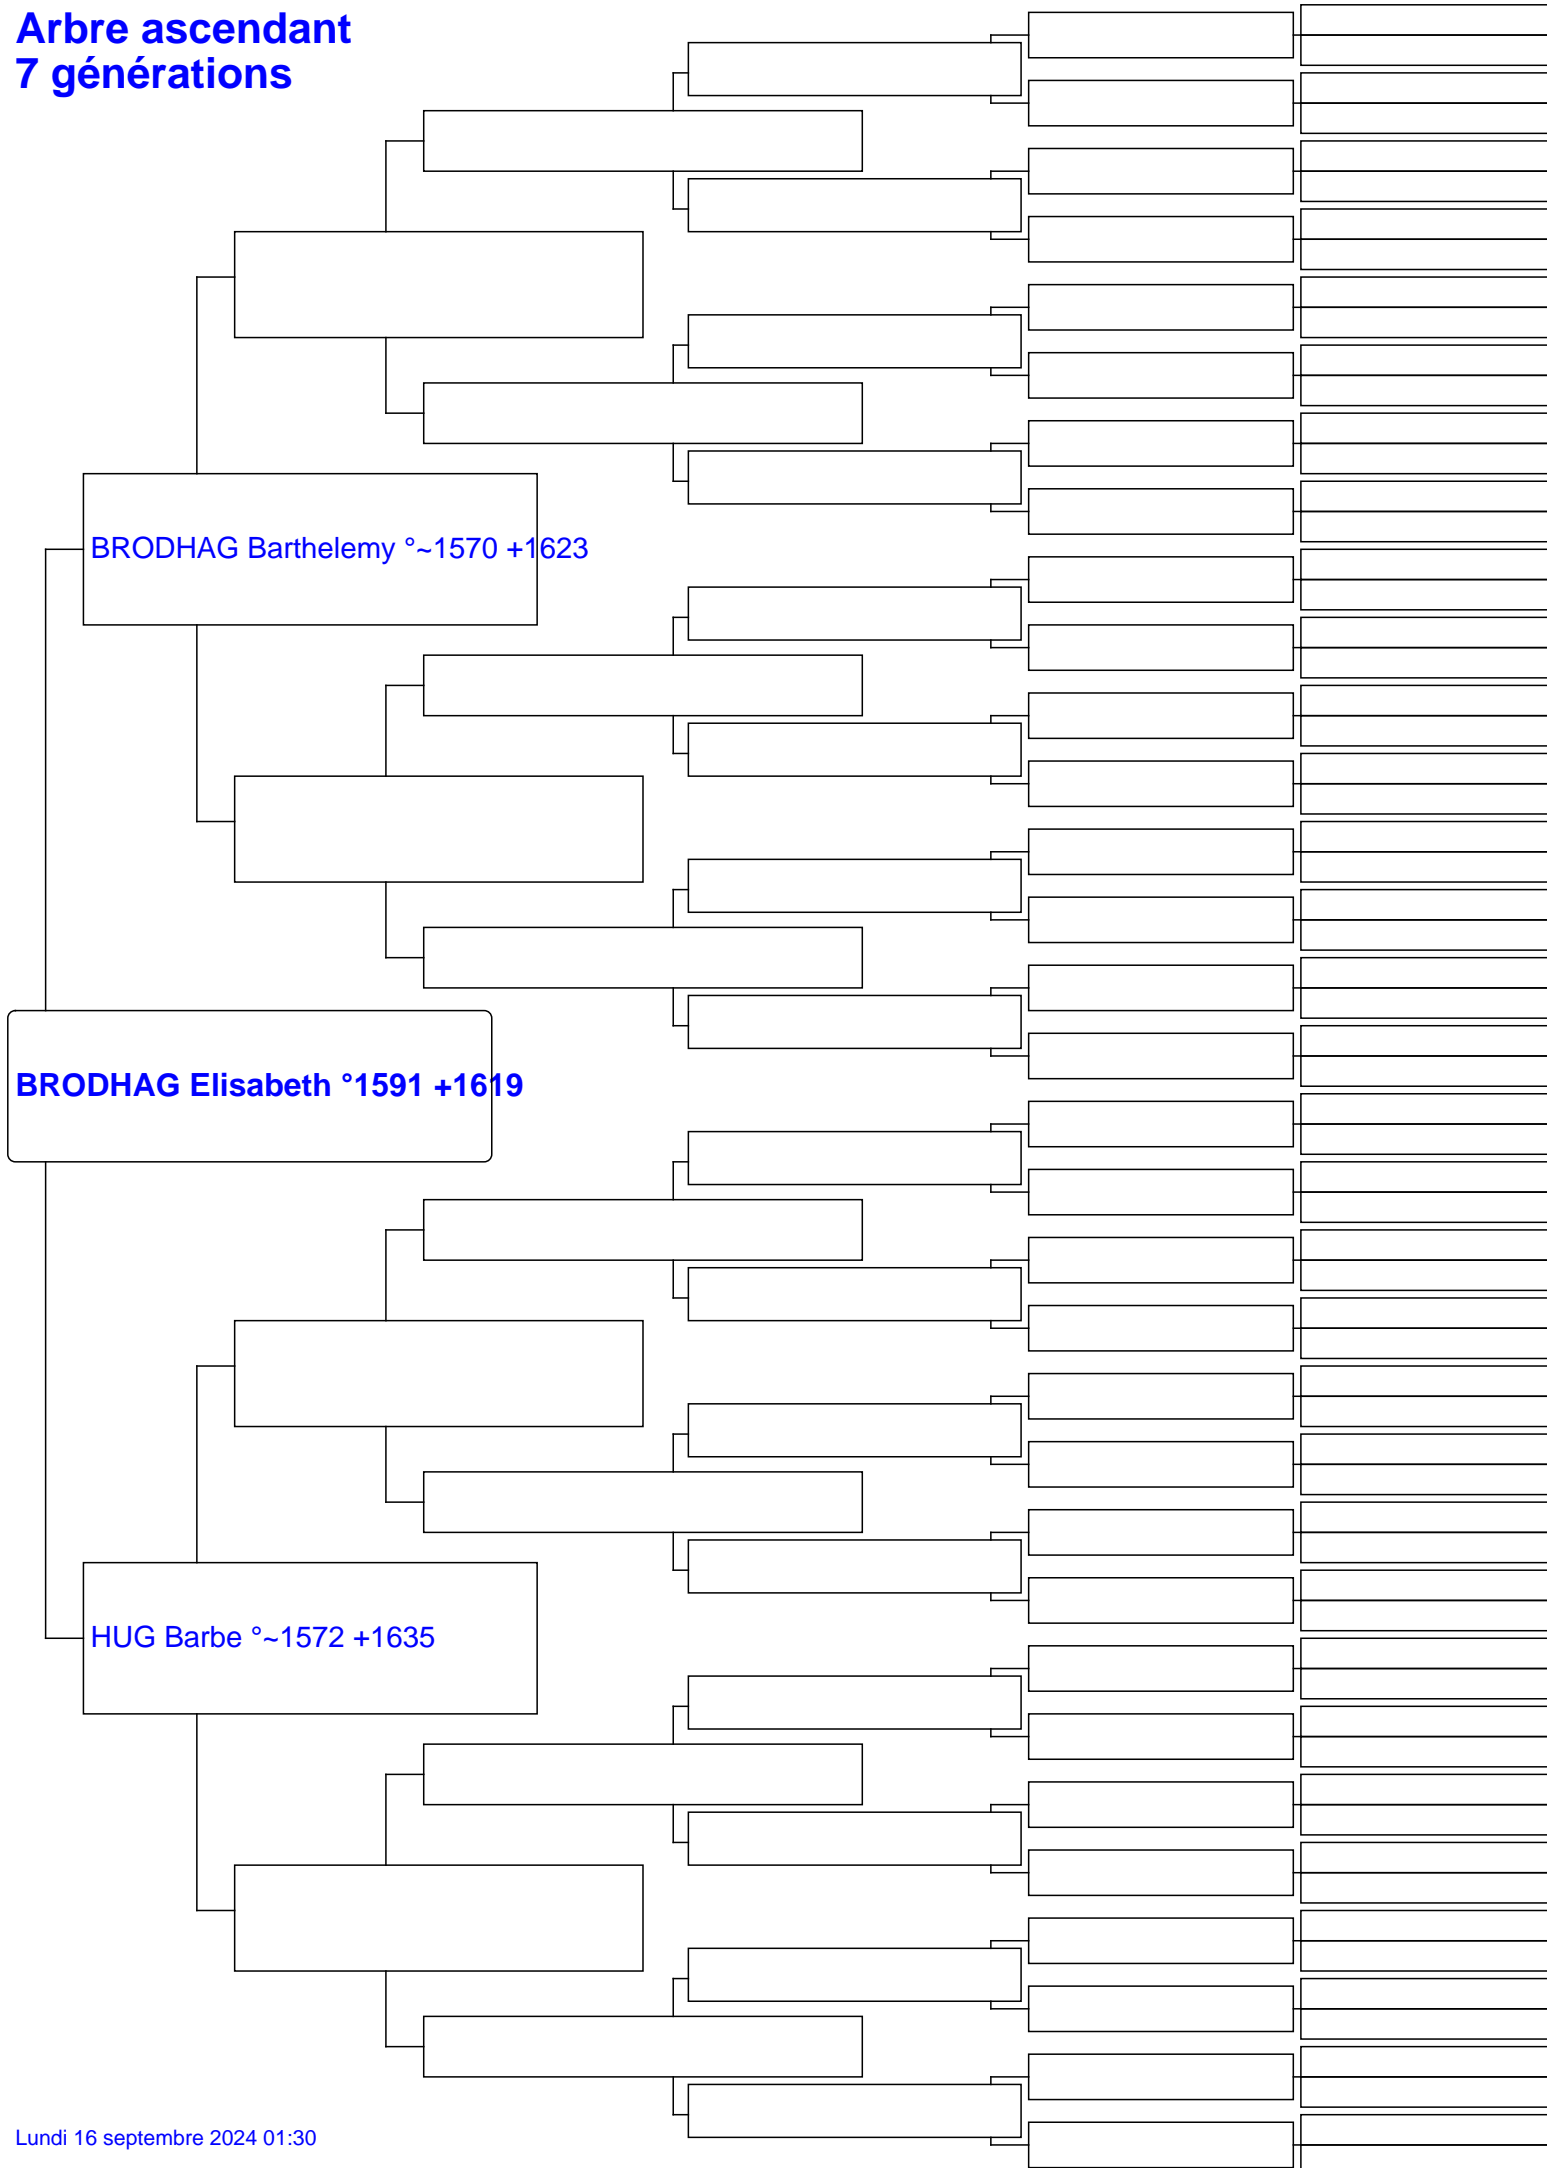 Arbre ascendant
7 générations
BRODHAG Barthelemy °~1570 +1623
BRODHAG Elisabeth °1591 +1619
HUG Barbe °~1572 +1635
Lundi 16 septembre 2024 01:30